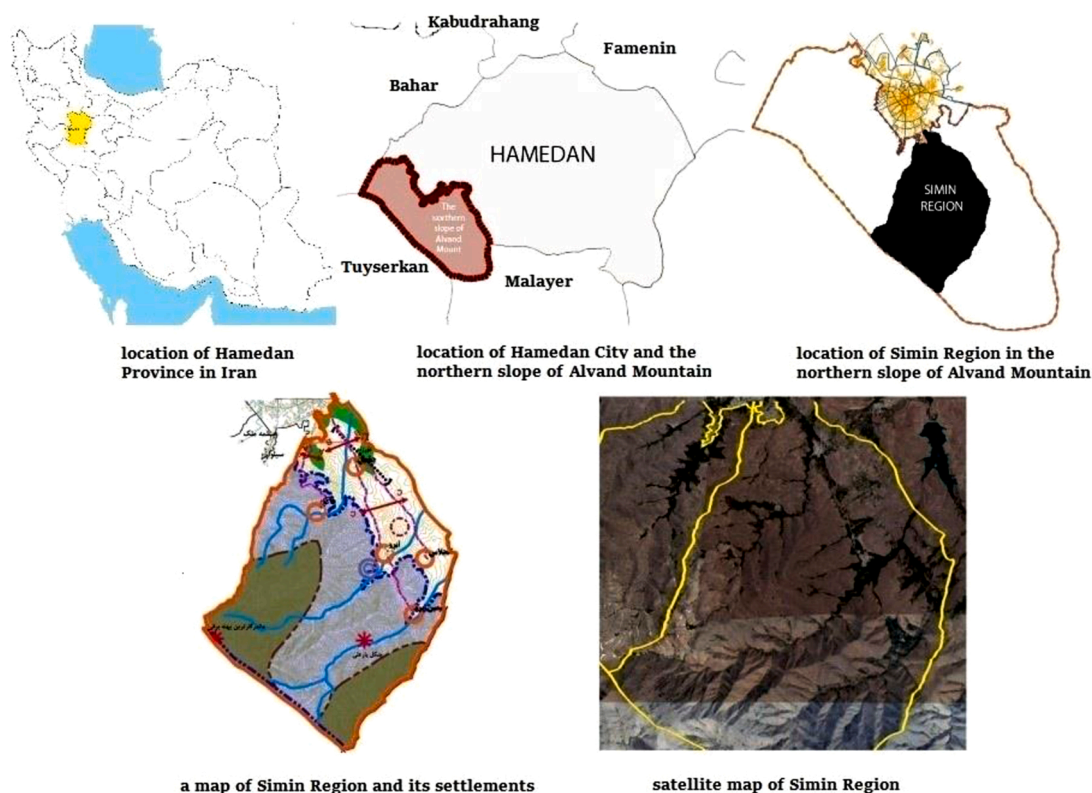 Kabudrahang
Famenin
Bahar
HAMEDAN
The
northern
slope of
Alvand
Mount
Tuyserkan
Malayer
SIMIN
REGION
location of Hamedan
Province in Iran
location of Hamedan City and the
northern slope of Alvand Mountain
location of Simin Region in the
northern slope of Alvand Mountain
a map of Simin Region and its settlements
satellite map of Simin Region